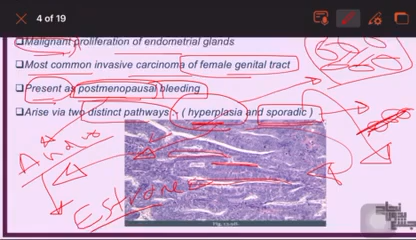 4 of 19
Malignant proliferation of endometrial glands
Most common invasive carcinoma of female genital tract
Present as postmenopausal bleeding
Arise via two distinct pathways - ( hyperplasia and sporadic )